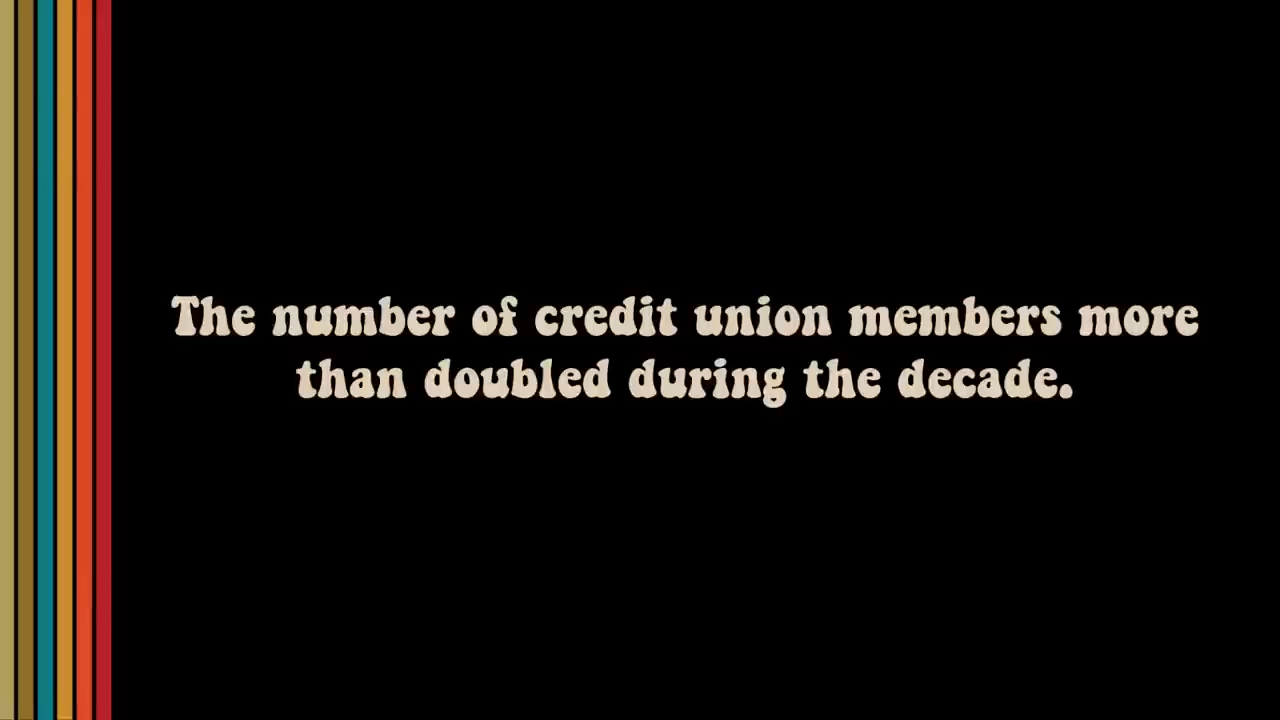 The number of credit union members more
than doubled during the decade.